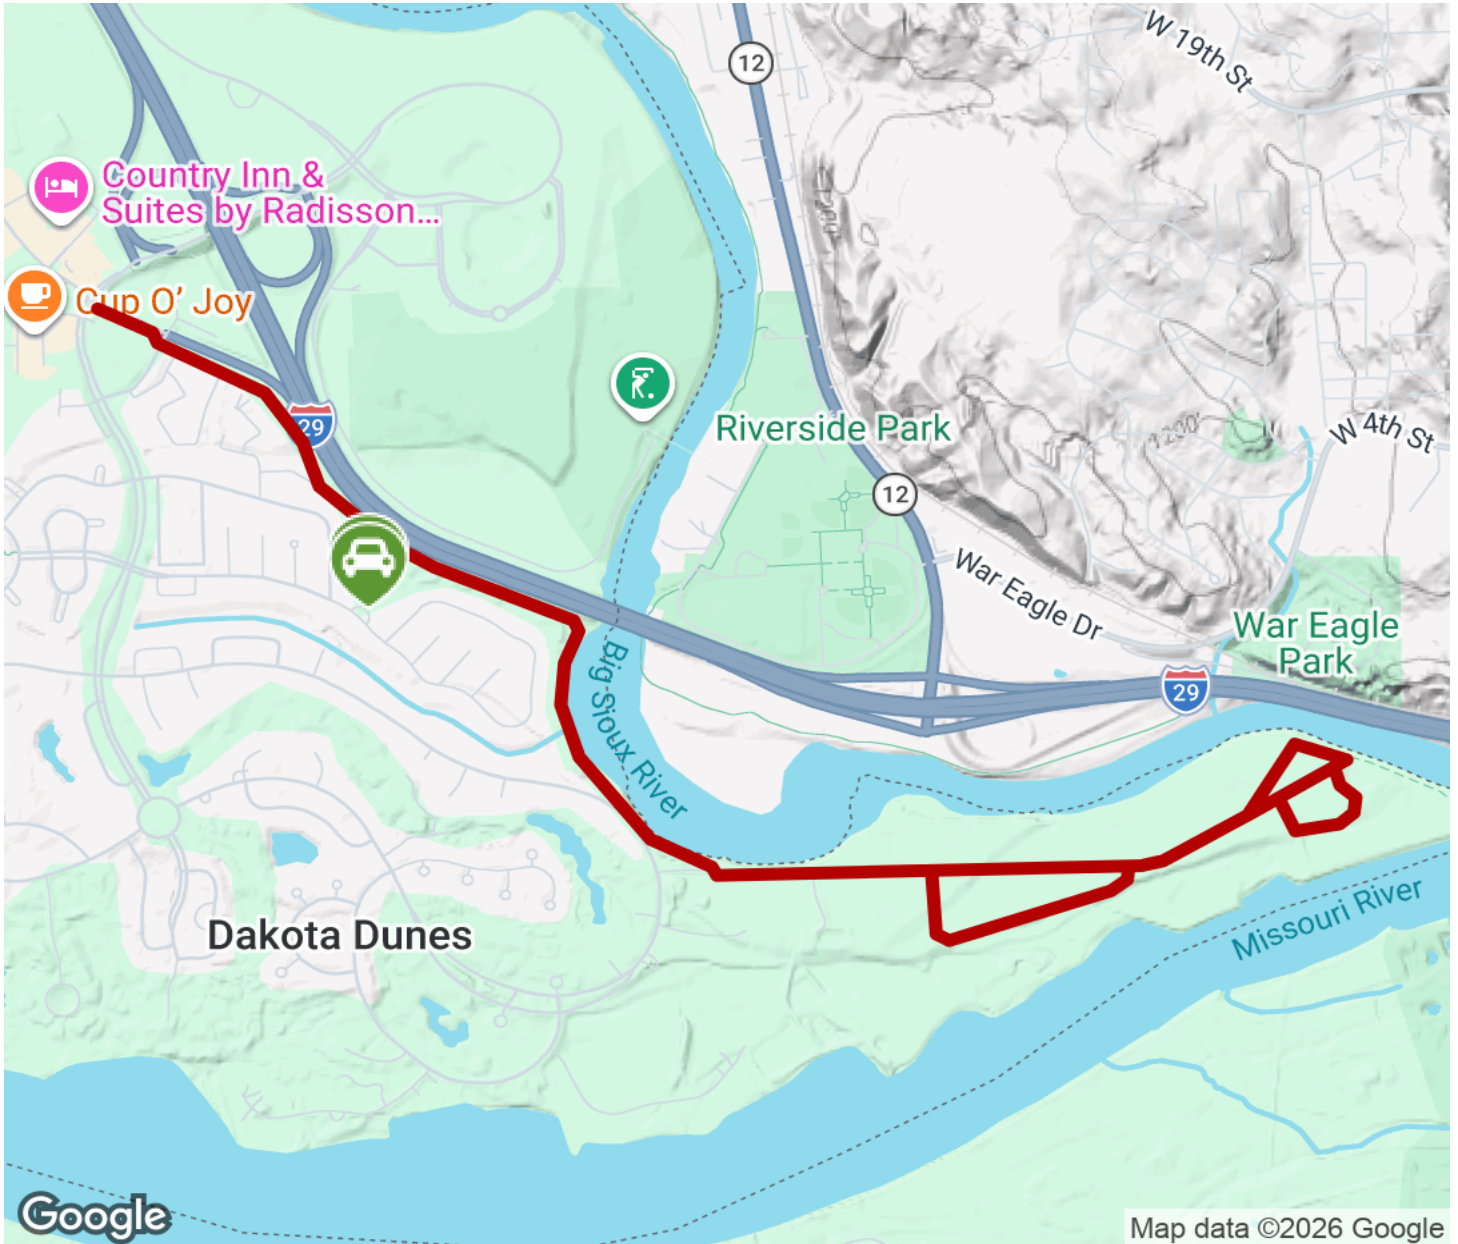 W 19th St
12
Country Inn &
Suites by Radisson...
Cup O' Joy
29
Riverside Park
1200'
W 4th St
12
War Eagle Dr
War Eagle
Park
29
Big Sioux River
Missouri River
Dakota Dunes
Google
Map data ©2026 Google